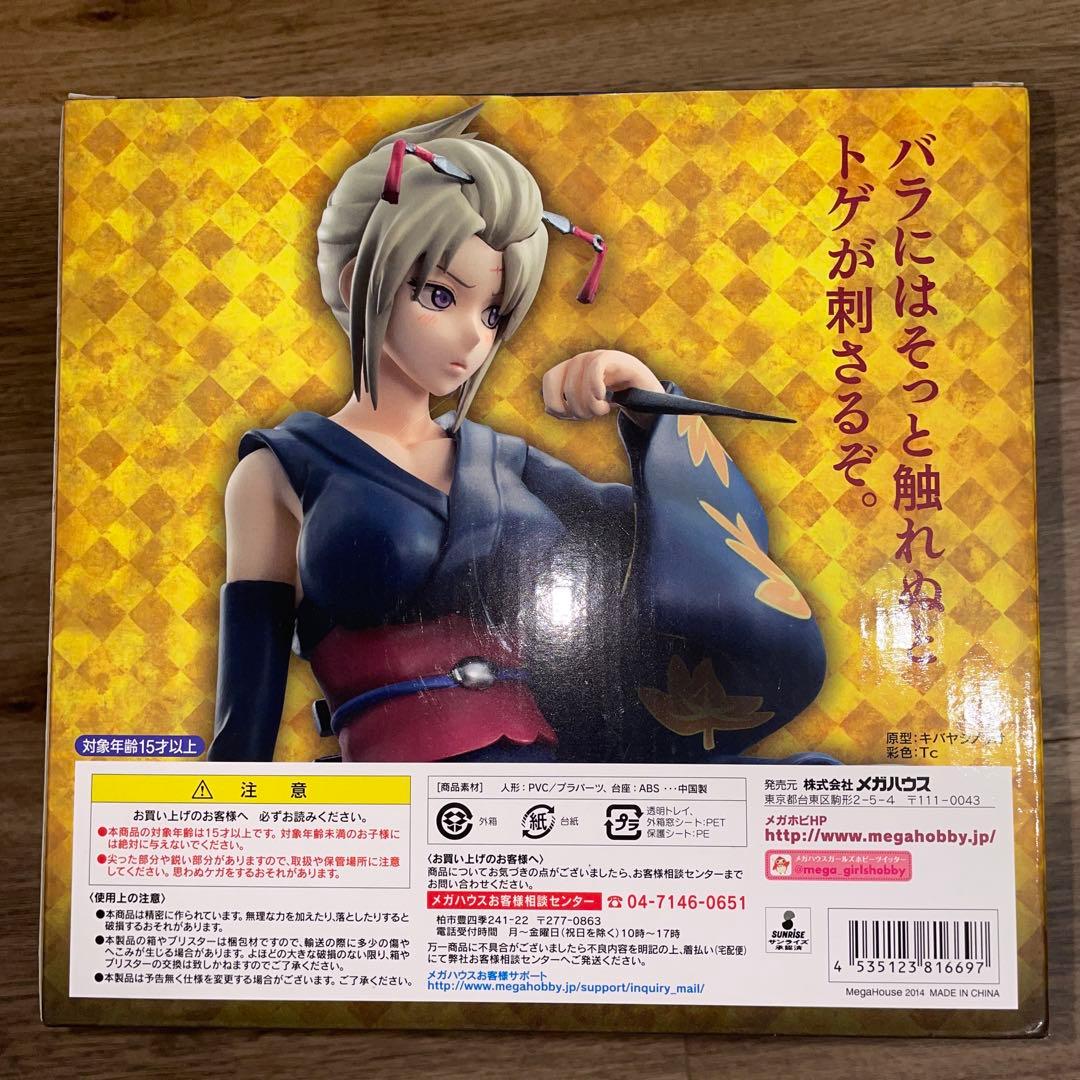 バラにはそっと触れぬと
トゲが刺さるぞ。
原型:キバヤシ
彩色:Tc
対象年齢15才以上
注意
お買い上げのお客様へ 必ずお読みください。
●本商品の対象年齢は15才以上です。対象年齢未満のお子様には絶対に与えないでください。
●尖った部分や鋭い部分がありますので、取扱や保管場所に注意してください。思わぬケガをするおそれがあります。
〈使用上の注意〉
●本商品は精密に作られています。無理な力を加えたり、落としたりすると破損するおそれがあります。
●本製品の箱やブリスターは梱包材ですので、輸送の際に多少の傷やへこみが生じる場合があります。よほどの大きな破損のない限り、箱やブリスターの交換は致しかねますのでご了承ください。
●本製品は予告無く仕様を変更する場合がございます。ご了承ください。
[商品素材] 人形:PVC/プラパーツ、台座:ABS・・・中国製
外箱
紙
台紙
プラ
透明トレイ、
外箱窓シート:PET
保護シート:PE
〈お買い上げのお客様へ〉
商品についてお気づきの点がございましたら、お客様相談センターまで
お問い合わせください。
メガハウスお客様相談センター ☎04-7146-0651
柏市豊四季241-22 〒277-0863
電話受付時間 月〜金曜日(祝日を除く)10時〜17時
万一商品に不具合がございましたら不良内容を明記の上、着払い(宅配便)
にて弊社お客様相談センターへご発送ください。
メガハウスお客様サポート
http://www.megahobby.jp/support/inquiry_mail/
発売元 株式会社メガハウス
東京都台東区駒形2-5-4 〒111-0043
メガホビHP
http://www.megahobby.jp/
メガハウスガールズホビーツイッター
@mega_girlshobby
SUNRISE
サンライズ
承認済
4 535123 816697
MegaHouse 2014 MADE IN CHINA